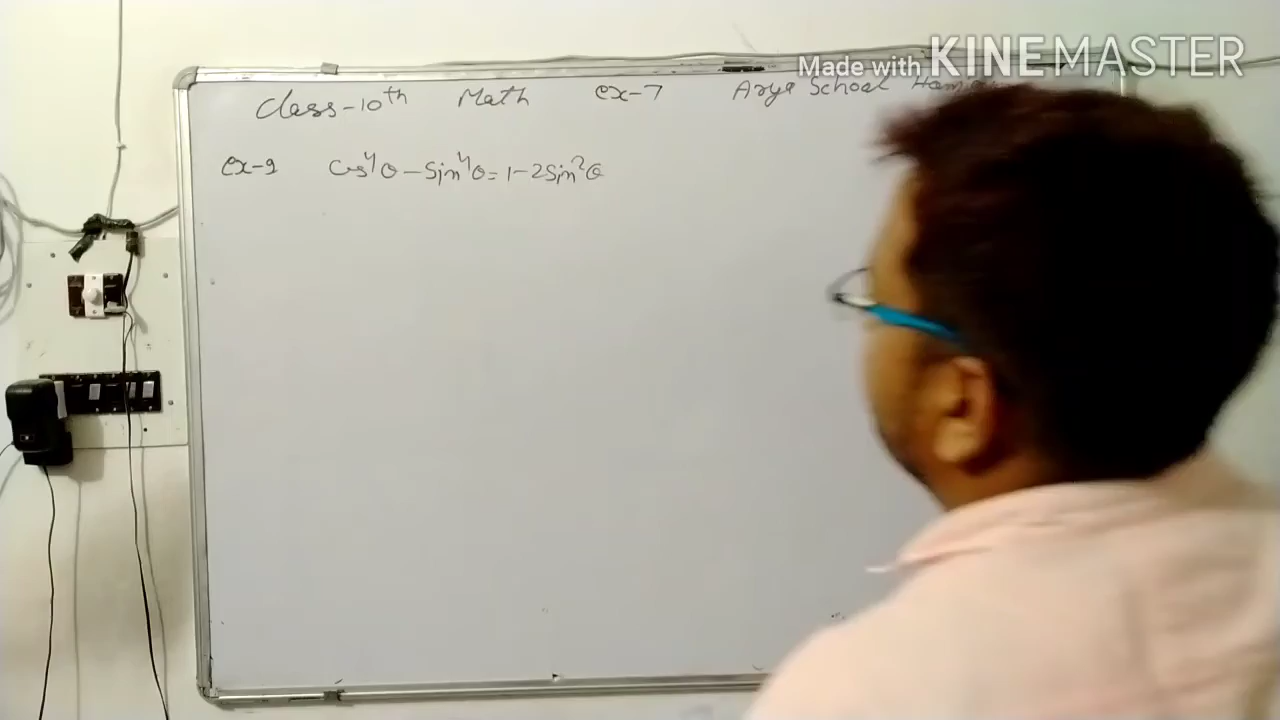 Made with KINEMASTER
Class-10th Math ex-7 Arya School
ex-9 Cos⁴θ - Sin⁴θ = 1-2Sin²θ